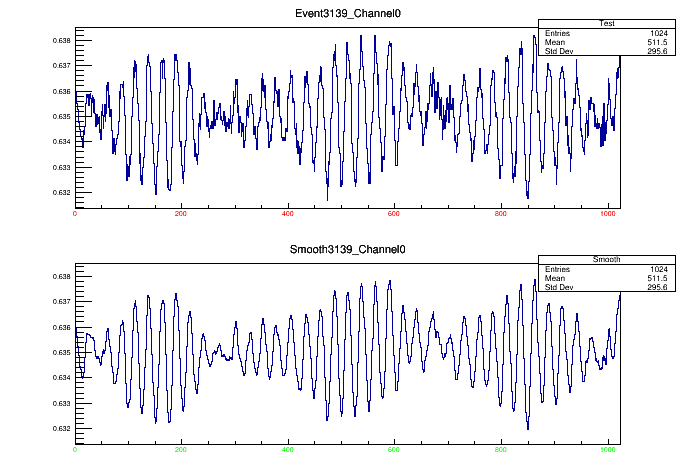 Event3139_Channel0
Test
Entries 1024
Mean 511.5
Std Dev 295.6
0.638
0.637
0.636
0.635
0.634
0.633
0.632
0 200 400 600 800 1000
Smooth3139_Channel0
Smooth
Entries 1024
Mean 511.5
Std Dev 295.6
0.638
0.637
0.636
0.635
0.634
0.633
0.632
0 200 400 600 800 1000